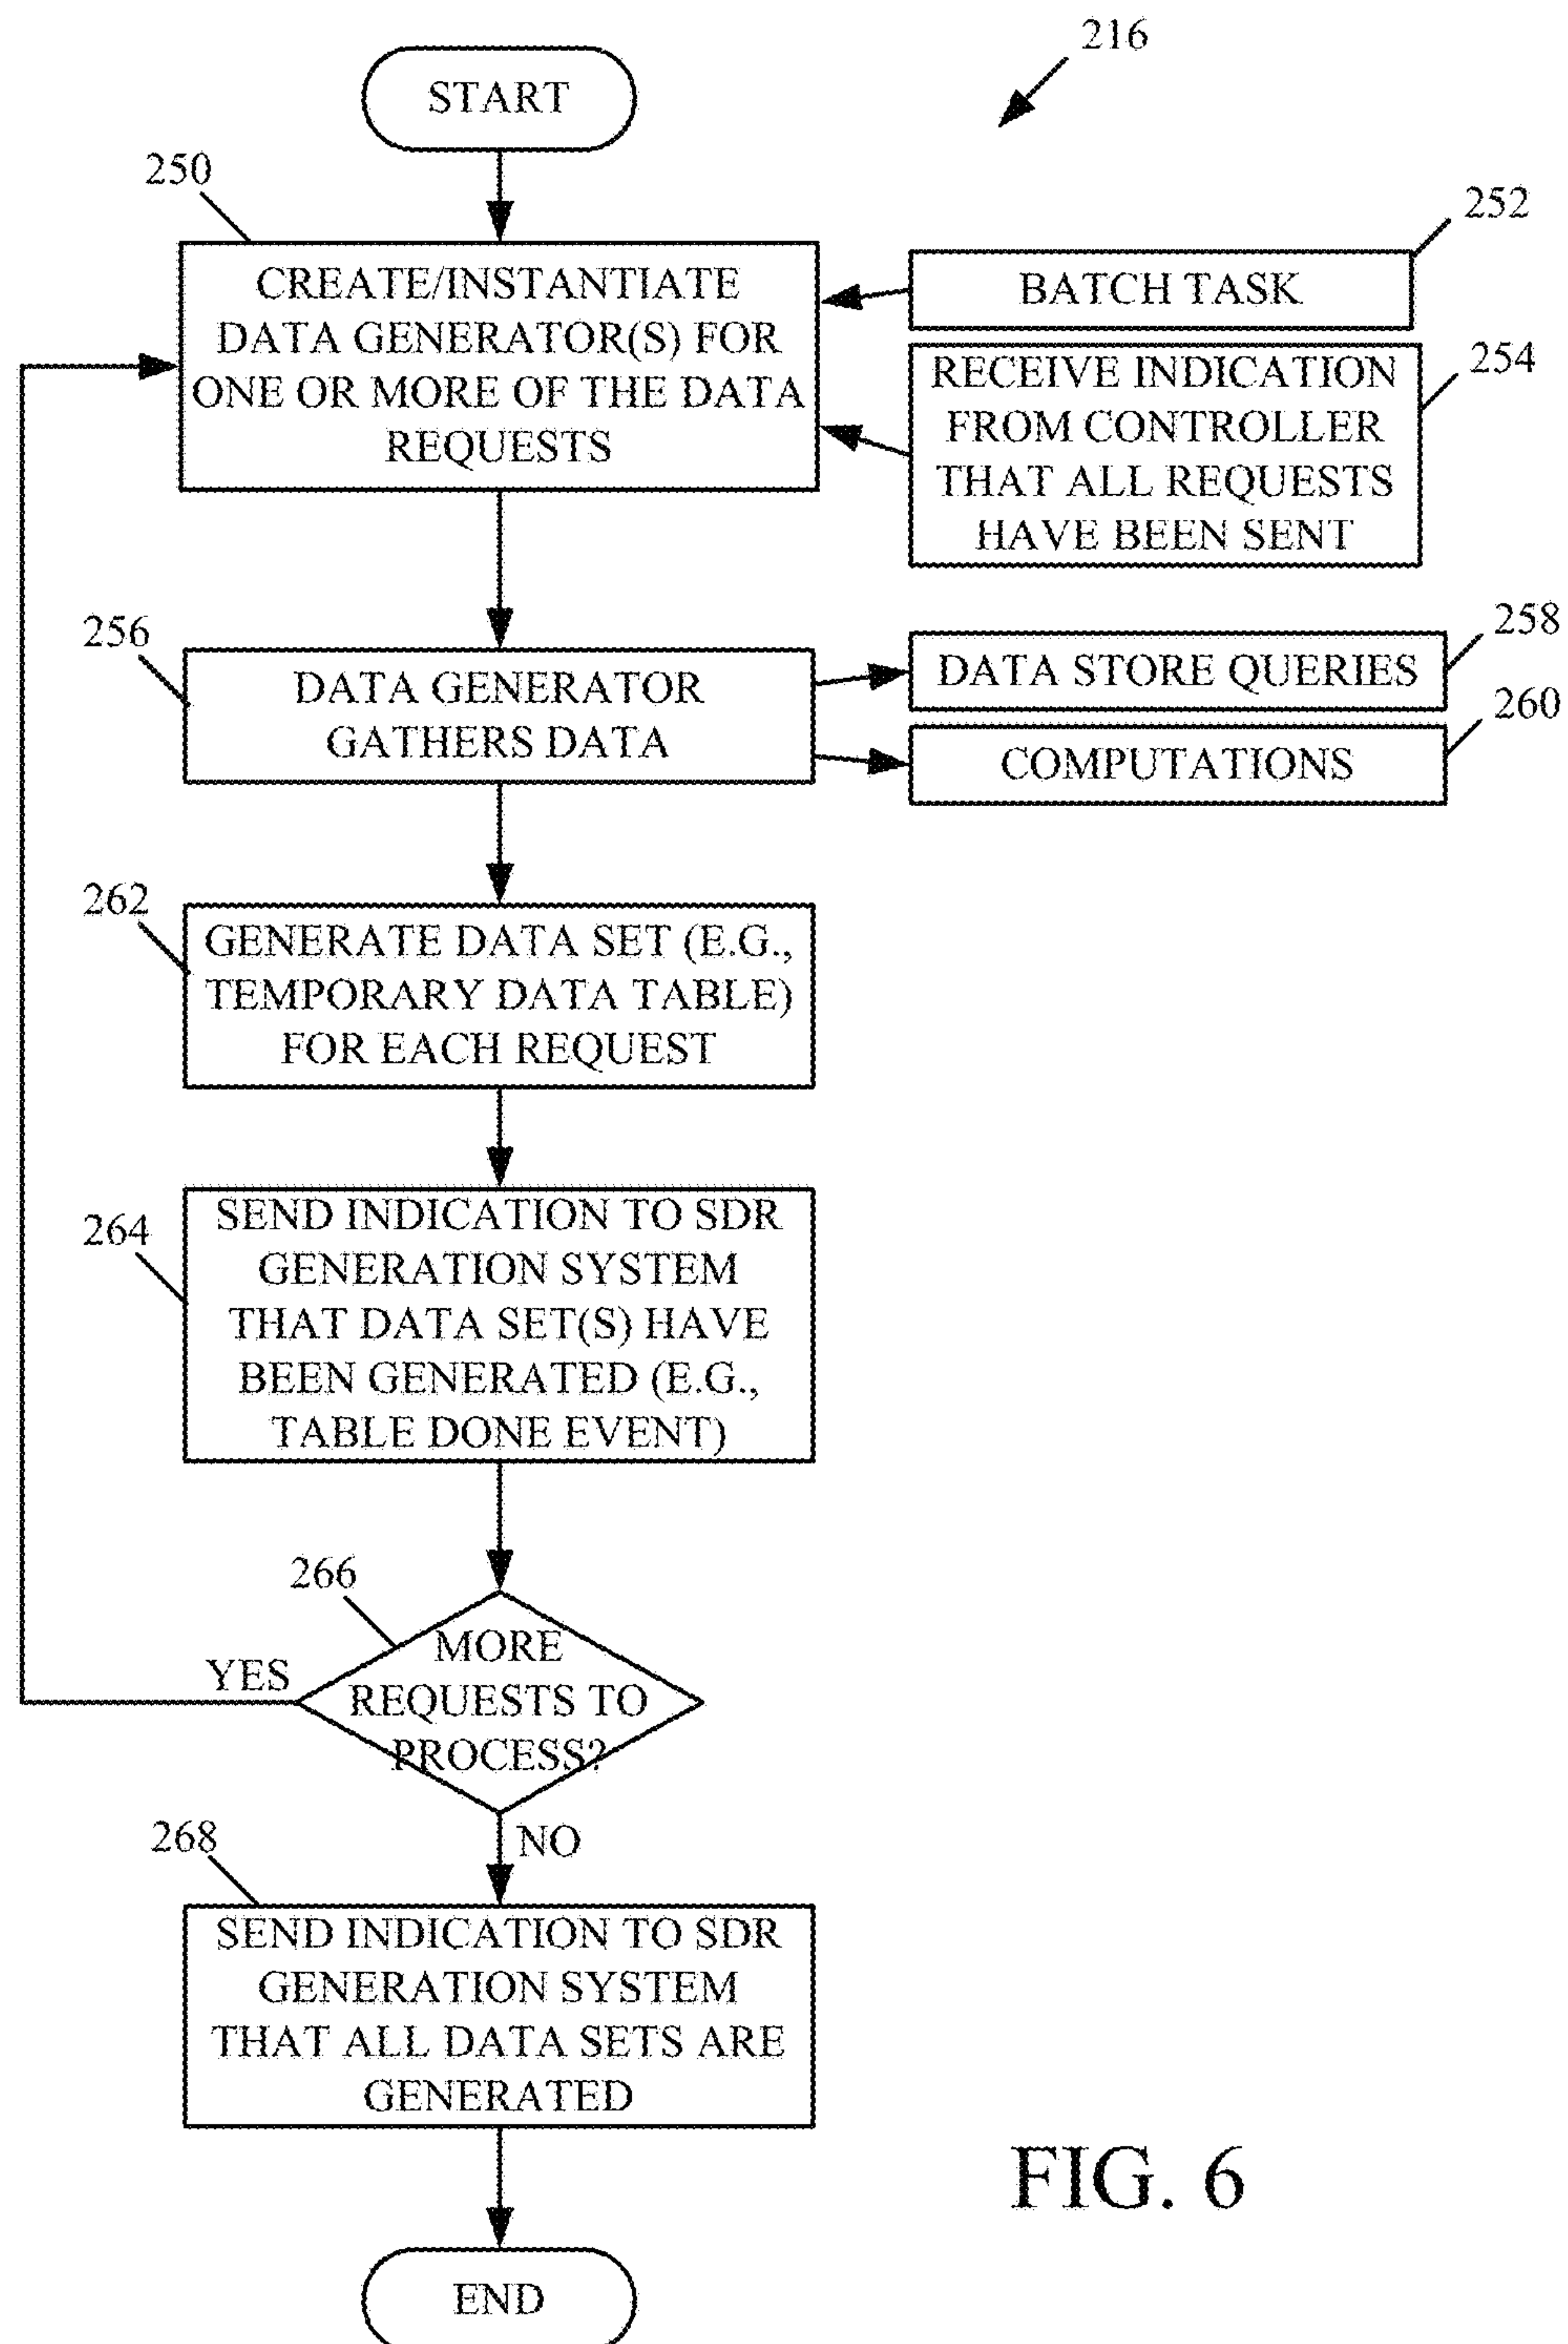 216
START
250
CREATE/INSTANTIATE
DATA GENERATOR(S) FOR
ONE OR MORE OF THE DATA
REQUESTS
252
BATCH TASK
254
RECEIVE INDICATION
FROM CONTROLLER
THAT ALL REQUESTS
HAVE BEEN SENT
256
DATA GENERATOR
GATHERS DATA
258
DATA STORE QUERIES
260
COMPUTATIONS
262
GENERATE DATA SET (E.G.,
TEMPORARY DATA TABLE)
FOR EACH REQUEST
264
SEND INDICATION TO SDR
GENERATION SYSTEM
THAT DATA SET(S) HAVE
BEEN GENERATED (E.G.,
TABLE DONE EVENT)
266
MORE
REQUESTS TO
PROCESS?
YES
NO
268
SEND INDICATION TO SDR
GENERATION SYSTEM
THAT ALL DATA SETS ARE
GENERATED
END
FIG. 6